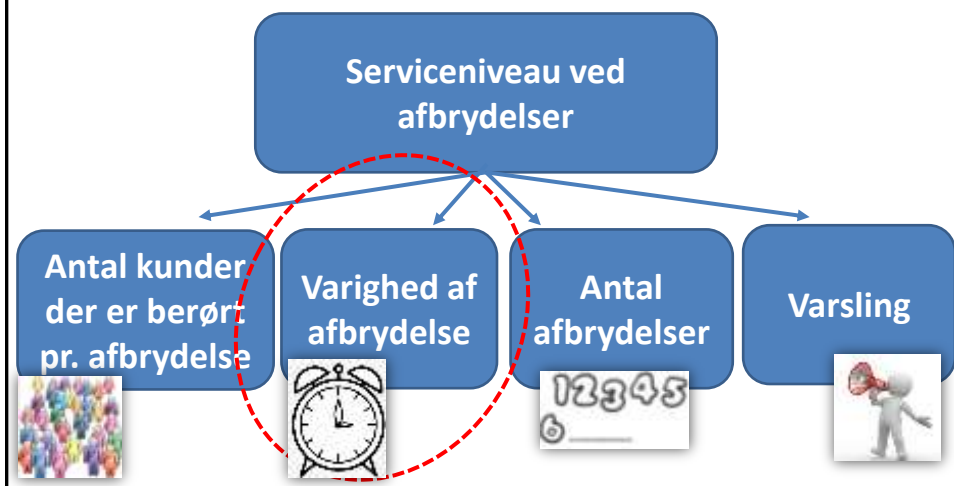 Serviceniveau ved
afbrydelser
Antal kunder
der er berørt
pr. afbrydelse
Varighed af
afbrydelse
Antal
afbrydelser
Varsling
12345
6